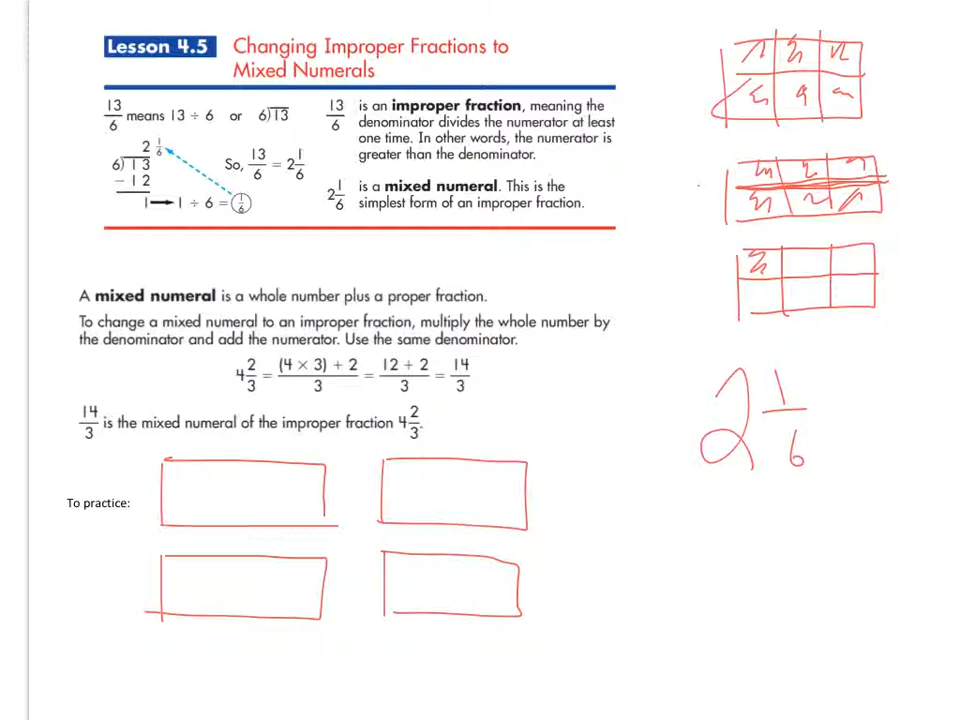 Lesson 4.5 Changing Improper Fractions to
Mixed Numerals
13/6 means 13 ÷ 6 or 6)13
2 1/6
6)13
− 12
1 → 1 ÷ 6 = 1/6
So, 13/6 = 2 1/6
13/6 is an improper fraction, meaning the
denominator divides the numerator at least
one time. In other words, the numerator is
greater than the denominator.
2 1/6 is a mixed numeral. This is the
simplest form of an improper fraction.
A mixed numeral is a whole number plus a proper fraction.
To change a mixed numeral to an improper fraction, multiply the whole number by
the denominator and add the numerator. Use the same denominator.
4 2/3 = (4 × 3) + 2/3 = 12 + 2/3 = 14/3
14/3 is the mixed numeral of the improper fraction 4 2/3.
To practice:
2 1/6